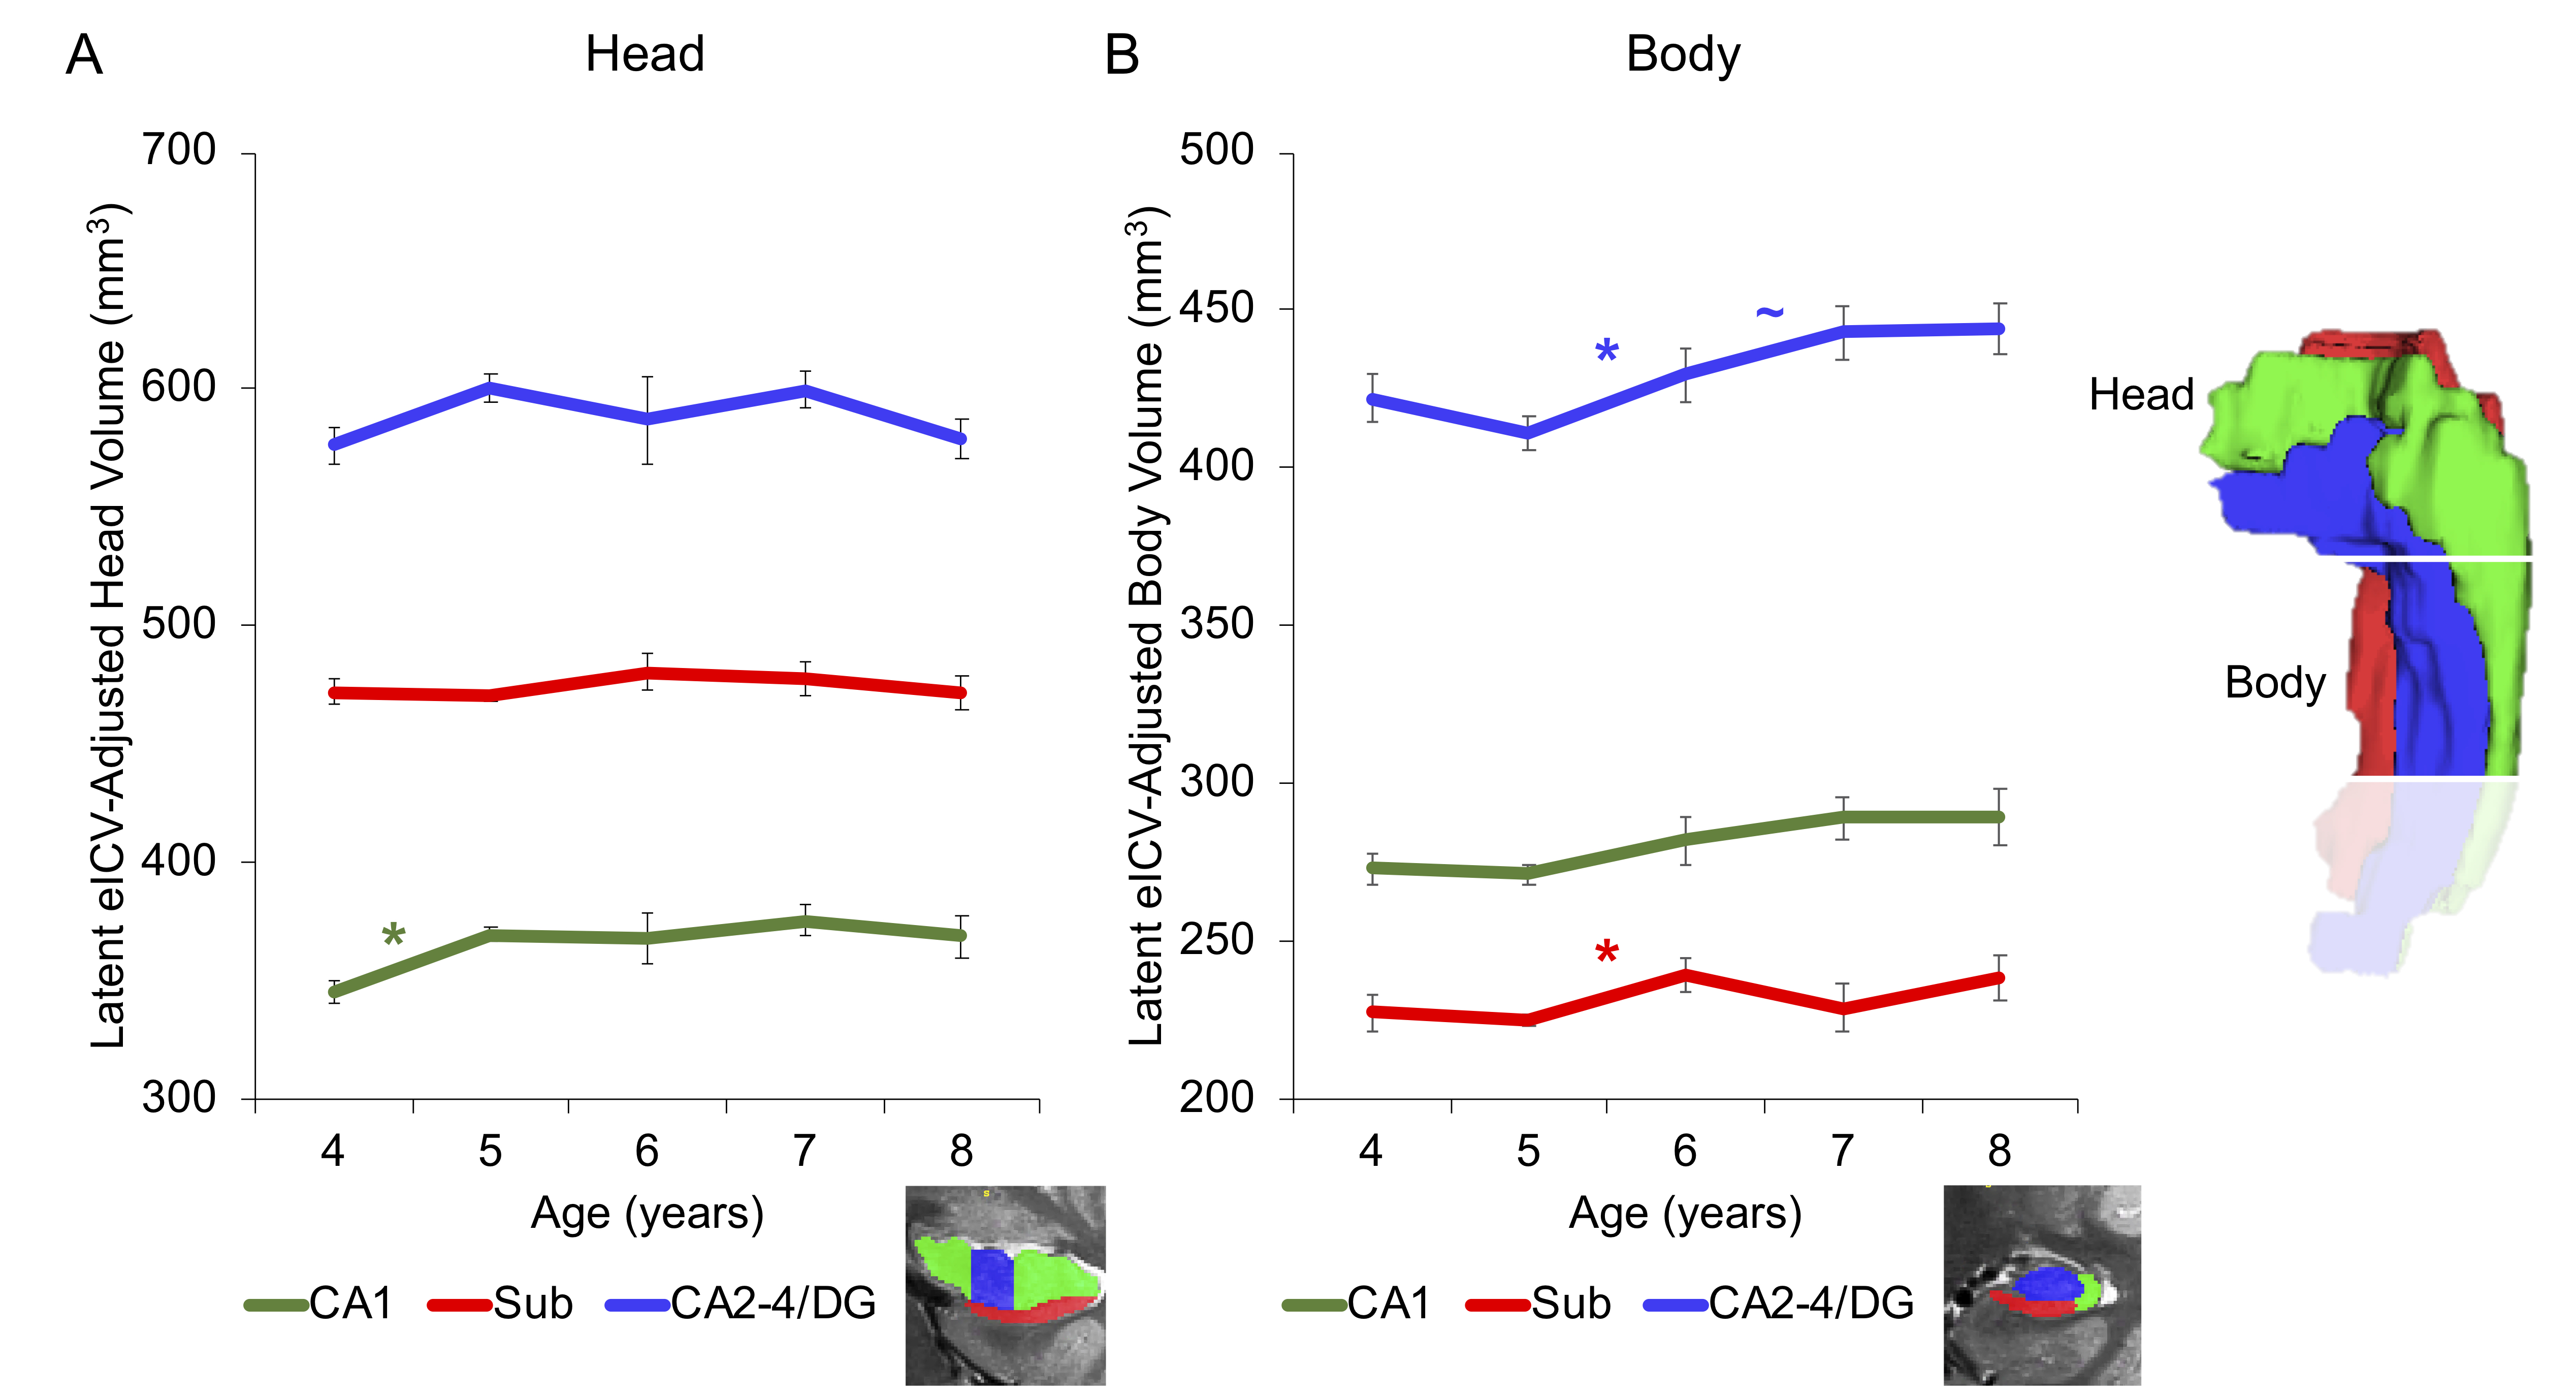 A
Head
Latent eICV-Adjusted Head Volume (mm³)
700
600
500
400
300
4 5 6 7 8
Age (years)
*
CA1 Sub CA2-4/DG
s
B
Body
Latent eICV-Adjusted Body Volume (mm³)
500
450
400
350
300
250
200
4 5 6 7 8
Age (years)
*
~
*
CA1 Sub CA2-4/DG
Head
Body